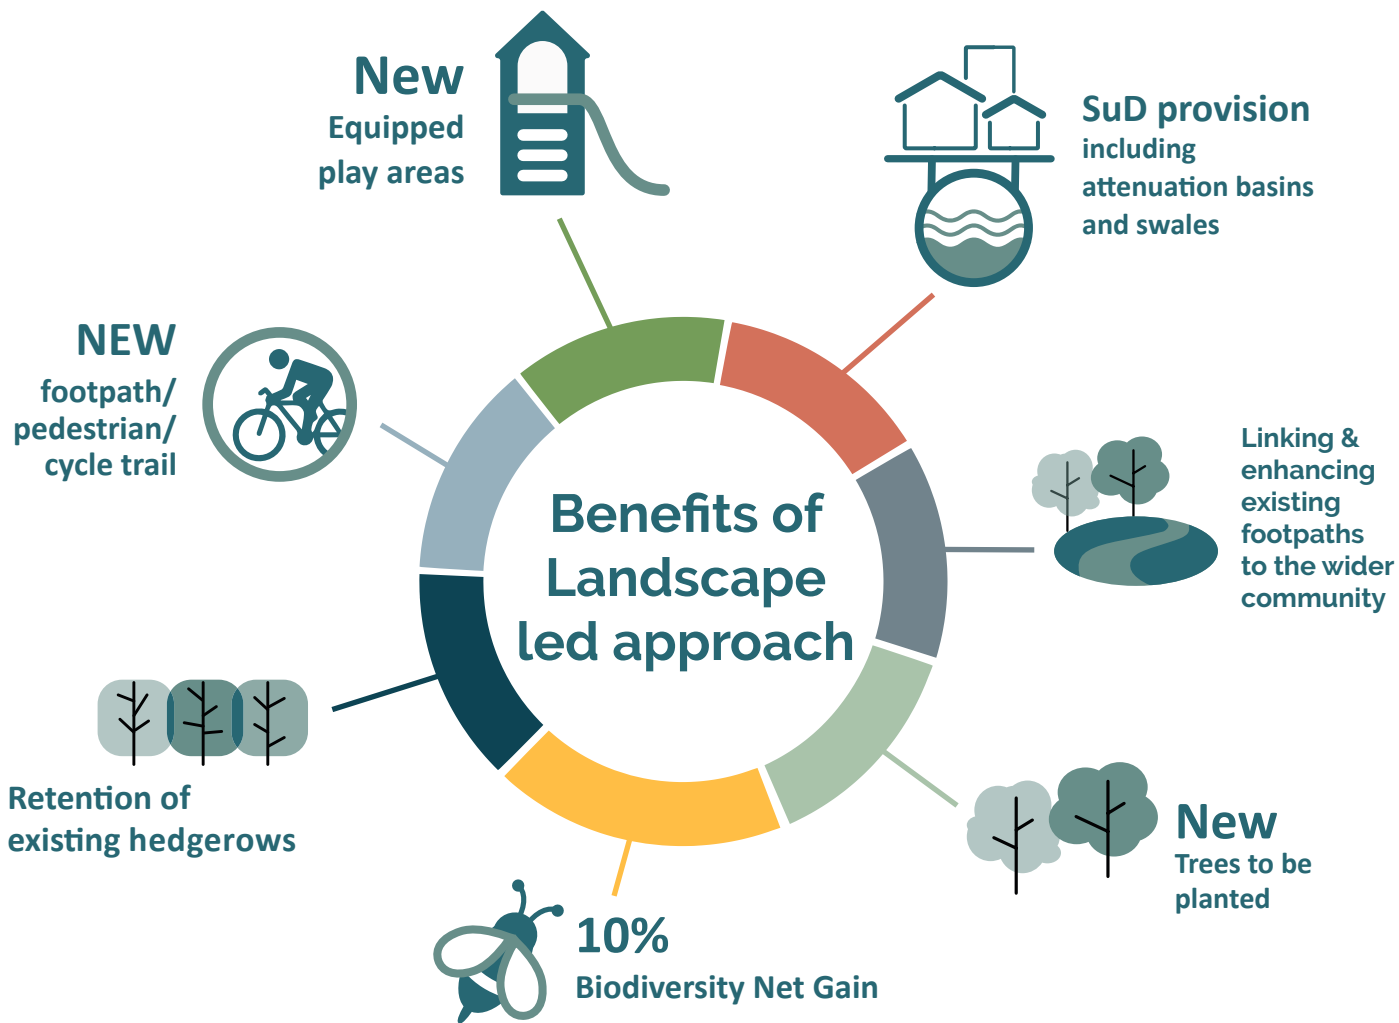 New
Equipped
play areas
SuD provision
including
attenuation basins
and swales
NEW
footpath/
pedestrian/
cycle trail
Linking &
enhancing
existing
footpaths
to the wider
community
Benefits of
Landscape
led approach
Retention of
existing hedgerows
New
Trees to be
planted
10%
Biodiversity Net Gain